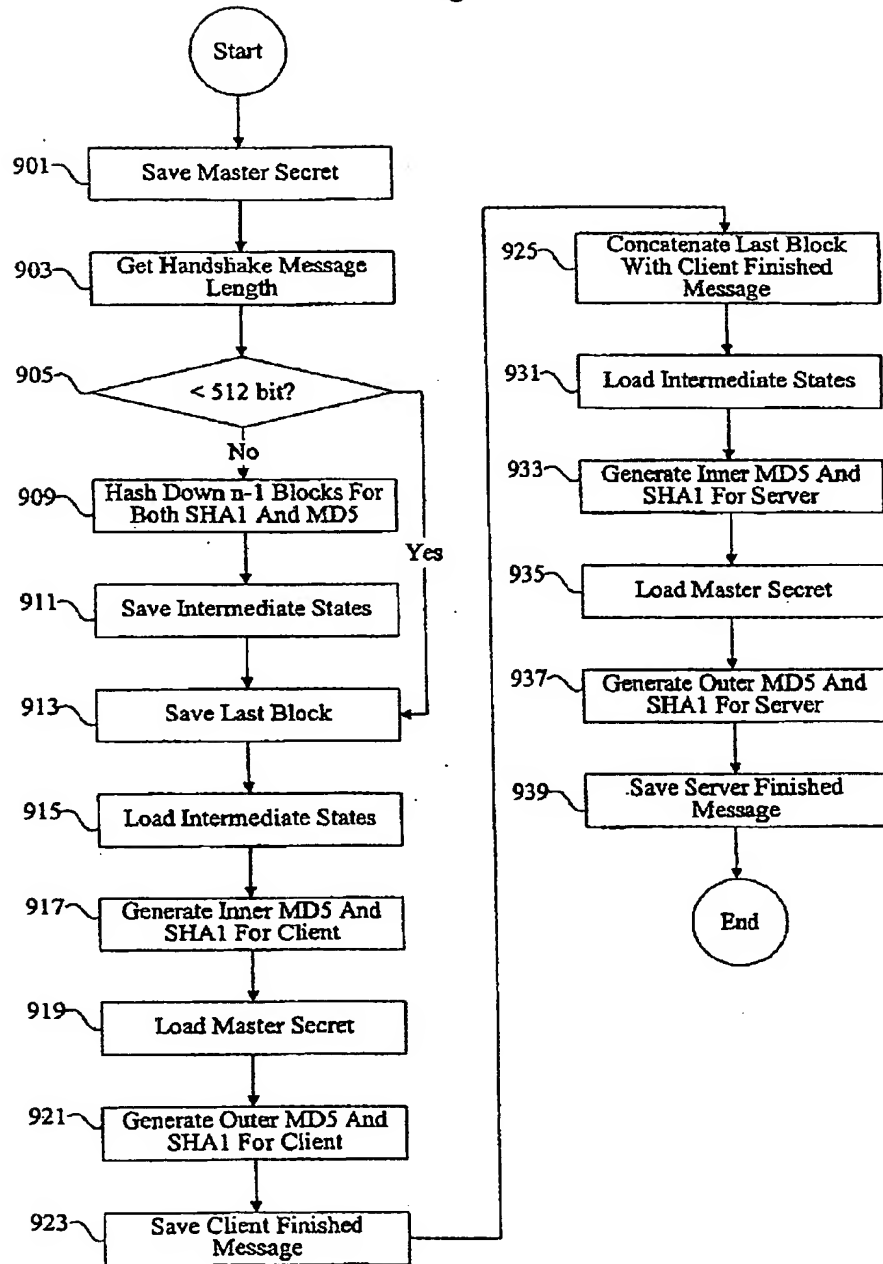 Start
901
Save Master Secret
903
Get Handshake Message
Length
905
< 512 bit?
No
Yes
909
Hash Down n-1 Blocks For
Both SHA1 And MD5
911
Save Intermediate States
913
Save Last Block
915
Load Intermediate States
917
Generate Inner MD5 And
SHA1 For Client
919
Load Master Secret
921
Generate Outer MD5 And
SHA1 For Client
923
Save Client Finished
Message
925
Concatenate Last Block
With Client Finished
Message
931
Load Intermediate States
933
Generate Inner MD5 And
SHA1 For Server
935
Load Master Secret
937
Generate Outer MD5 And
SHA1 For Server
939
Save Server Finished
Message
End